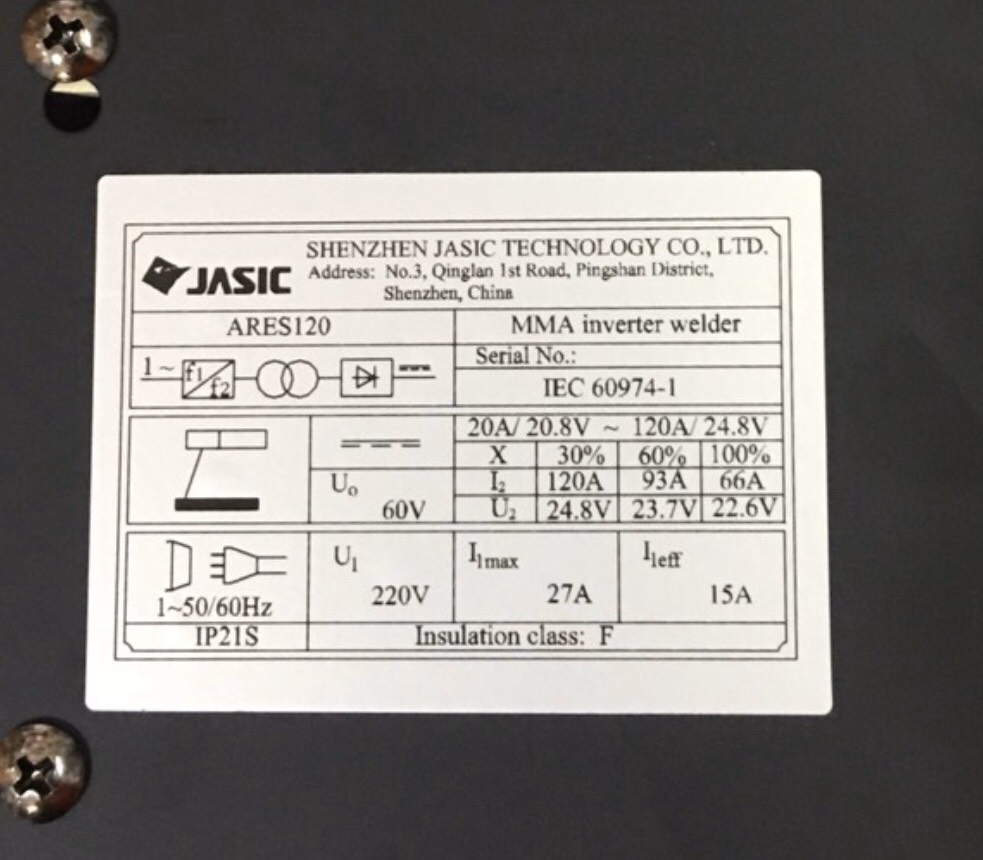 JASIC
SHENZHEN JASIC TECHNOLOGY CO., LTD.
Address: No.3, Qinglan 1st Road, Pingshan District,
Shenzhen, China
ARES120
MMA inverter welder
1~ f1 f2
Serial No.:
IEC 60974-1
20A/ 20.8V ~ 120A/ 24.8V
X 30% 60% 100%
U₀
60V
I₂ 120A 93A 66A
U₂ 24.8V 23.7V 22.6V
1~50/60Hz
U₁
220V
I₁max
27A
I₁eff
15A
IP21S
Insulation class: F